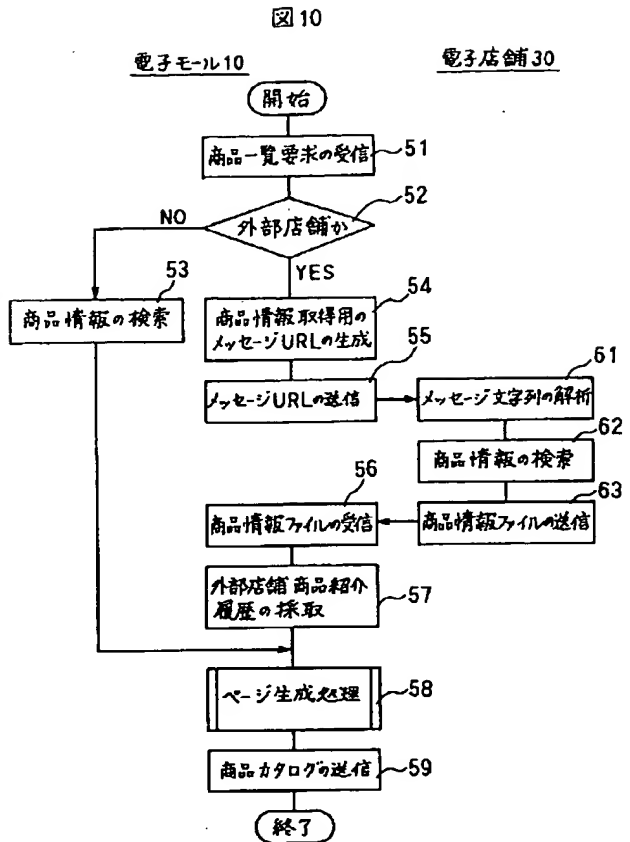 図10
電子モール10
電子店舗30
開始
商品一覧要求の受信
51
外部店舗か
52
NO
YES
53
商品情報の検索
54
商品情報取得用の
メッセージURLの生成
55
メッセージURLの送信
61
メッセージ文字列の解析
62
商品情報の検索
63
商品情報ファイルの送信
56
商品情報ファイルの受信
外部店舗商品紹介
履歴の採取
57
ページ生成処理
58
商品カタログの送信
59
終了